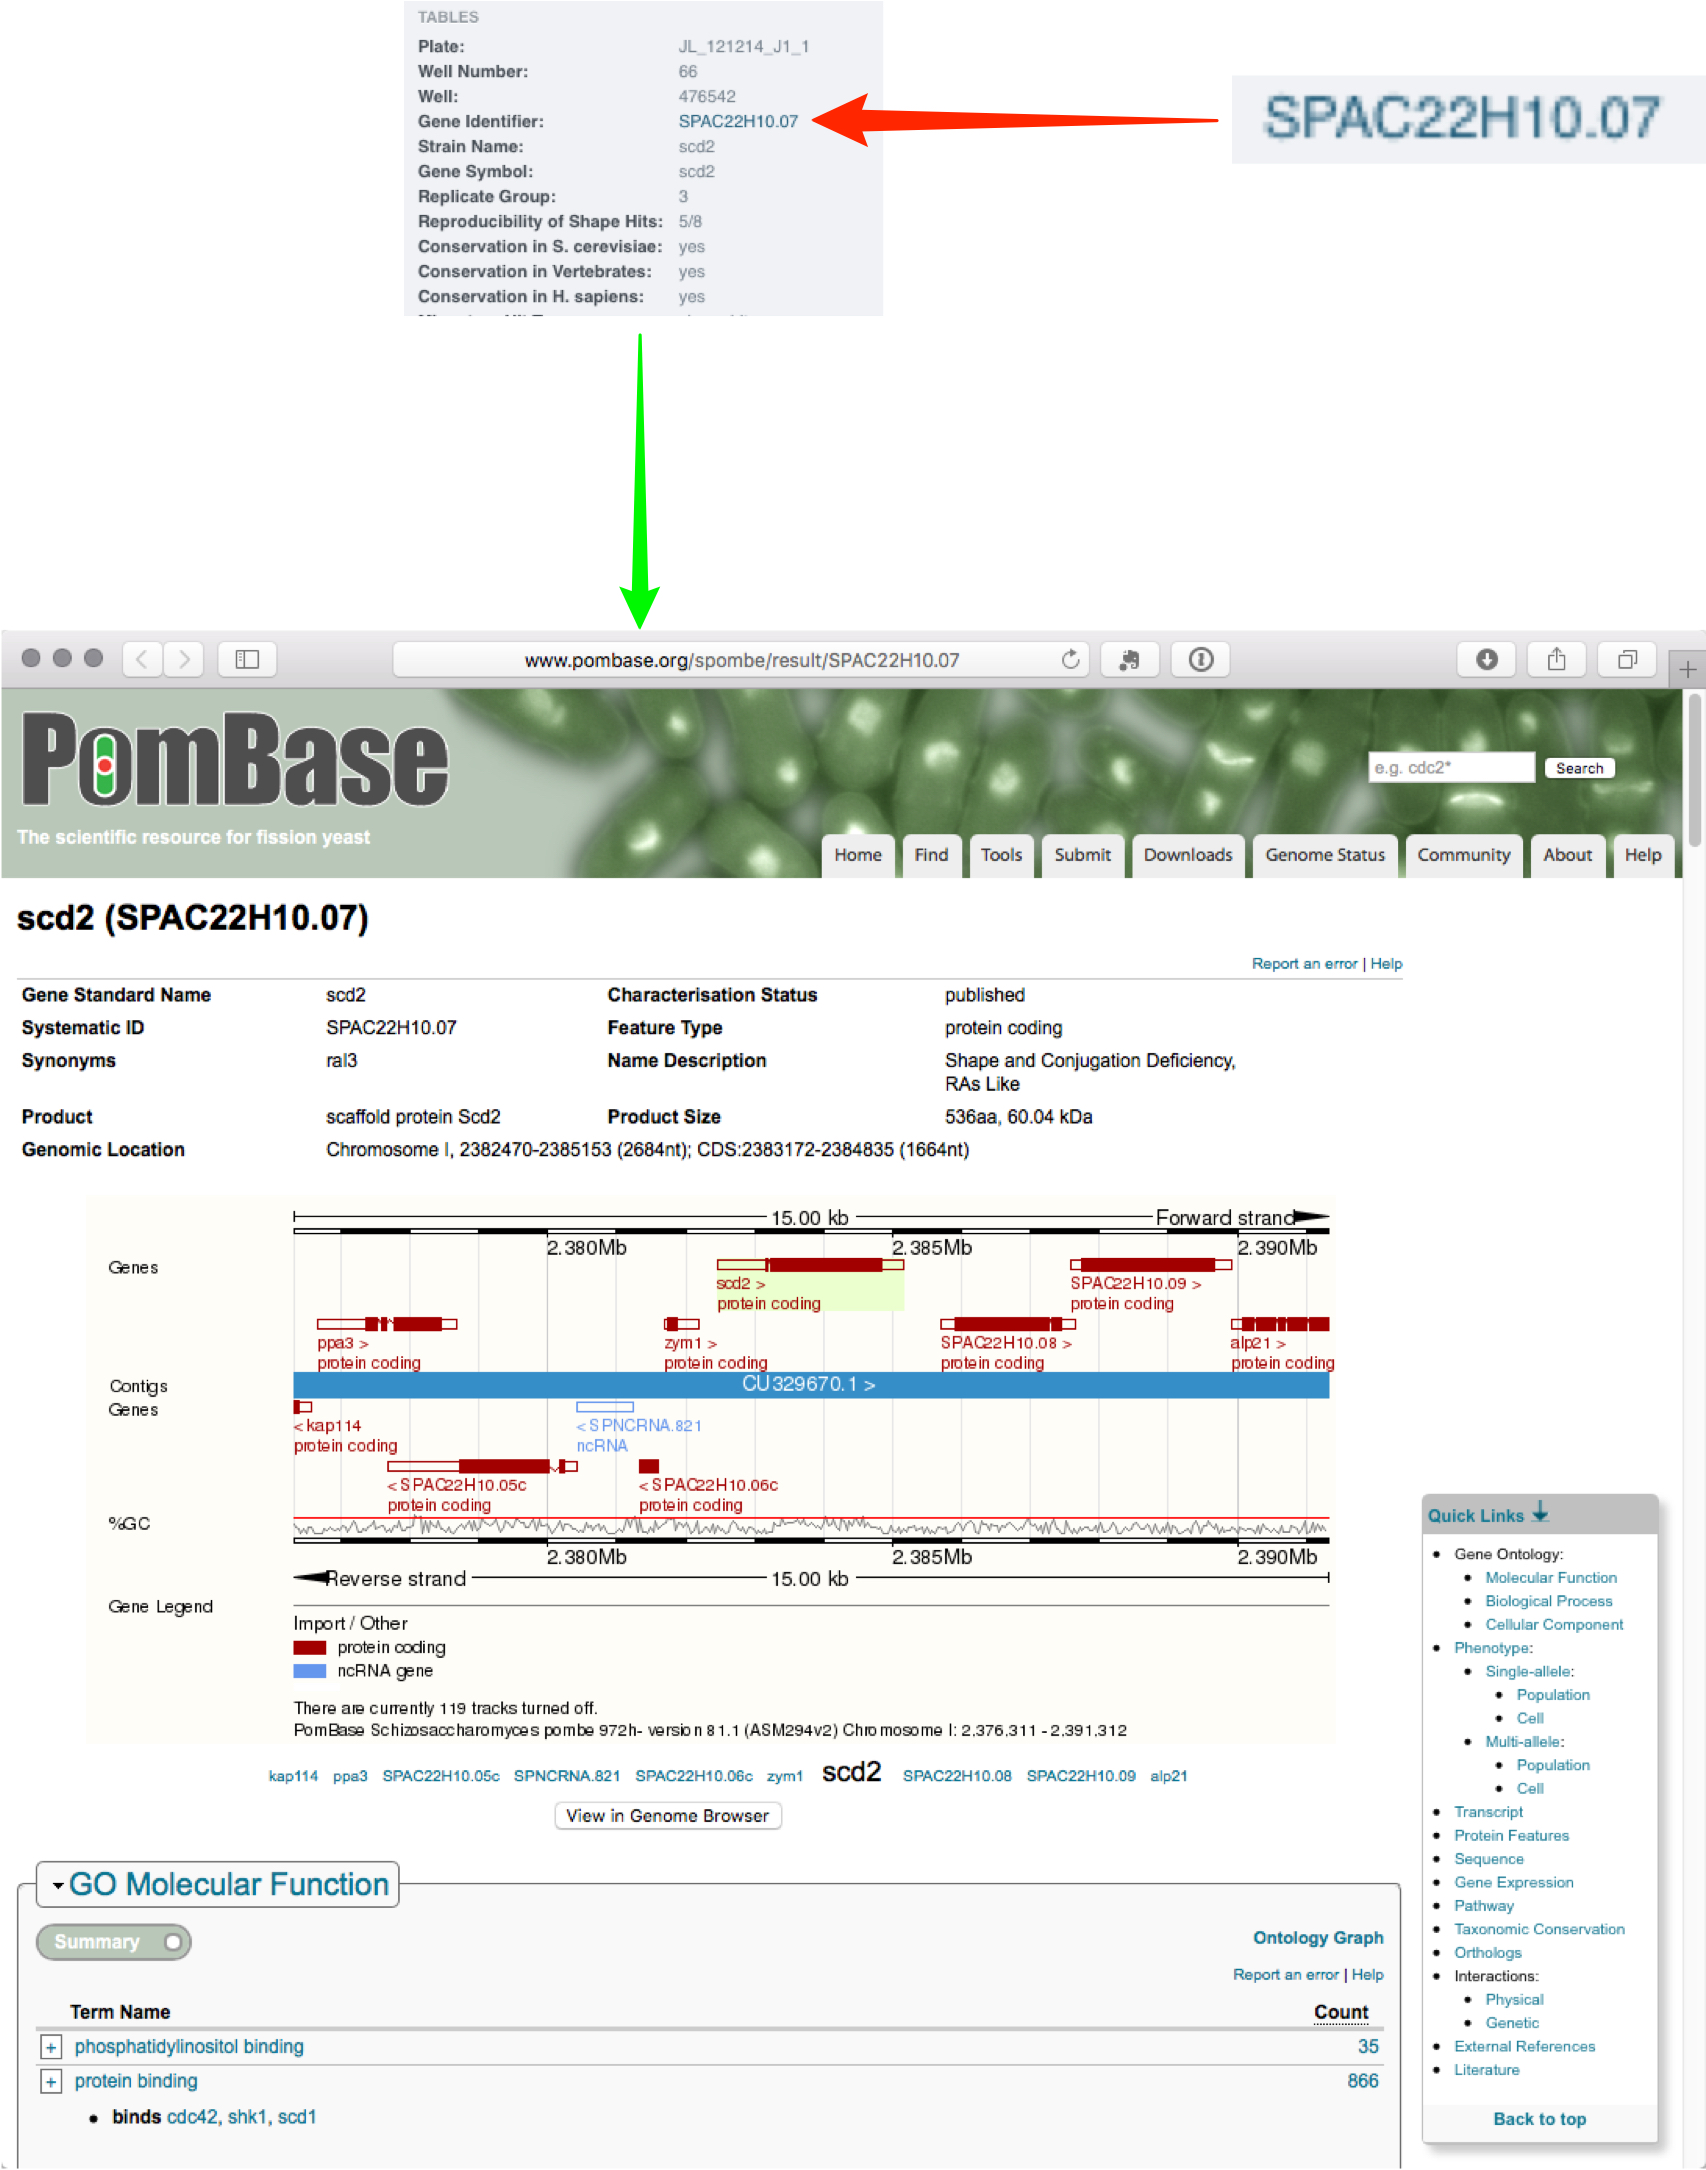 TABLES
Plate: JL_121214_J1_1
Well Number: 66
Well: 476542
Gene Identifier: SPAC22H10.07
SPAC22H10.07
Strain Name: scd2
Gene Symbol: scd2
Replicate Group: 3
Reproducibility of Shape Hits: 5/8
Conservation in S. cerevisiae: yes
Conservation in Vertebrates: yes
Conservation in H. sapiens: yes
www.pombase.org/spombe/result/SPAC22H10.07
PomBase
The scientific resource for fission yeast
e.g. cdc2* Search
Home Find Tools Submit Downloads Genome Status Community About Help
scd2 (SPAC22H10.07)
Report an error | Help
Gene Standard Name scd2 Characterisation Status published
Systematic ID SPAC22H10.07 Feature Type protein coding
Synonyms ral3 Name Description Shape and Conjugation Deficiency,
RAs Like
Product scaffold protein Scd2 Product Size 536aa, 60.04 kDa
Genomic Location Chromosome I, 2382470-2385153 (2684nt); CDS:2383172-2384835 (1664nt)
15.00 kb Forward strand
2.380Mb 2.385Mb 2.390Mb
Genes
scd2 > SPAC22H10.09 >
protein coding protein coding
ppa3 > zym1 > SPAC22H10.08 > alp21 >
protein coding protein coding protein coding protein coding
Contigs CU329670.1 >
Genes
< kap114 < SPNCRNA.821
protein coding ncRNA
< SPAC22H10.05c < SPAC22H10.06c
protein coding protein coding
%GC
2.380Mb 2.385Mb 2.390Mb
Reverse strand 15.00 kb
Gene Legend
Import / Other
protein coding
ncRNA gene
There are currently 119 tracks turned off.
PomBase Schizosaccharomyces pombe 972h- version 81.1 (ASM294v2) Chromosome I: 2,376,311 - 2,391,312
kap114 ppa3 SPAC22H10.05c SPNCRNA.821 SPAC22H10.06c zym1 scd2 SPAC22H10.08 SPAC22H10.09 alp21
View in Genome Browser
GO Molecular Function
Summary
Ontology Graph
Report an error | Help
Term Name Count
+ phosphatidylinositol binding 35
+ protein binding 866
• binds cdc42, shk1, scd1
Quick Links
• Gene Ontology:
• Molecular Function
• Biological Process
• Cellular Component
• Phenotype:
• Single-allele:
• Population
• Cell
• Multi-allele:
• Population
• Cell
• Transcript
• Protein Features
• Sequence
• Gene Expression
• Pathway
• Taxonomic Conservation
• Orthologs
• Interactions:
• Physical
• Genetic
• External References
• Literature
Back to top